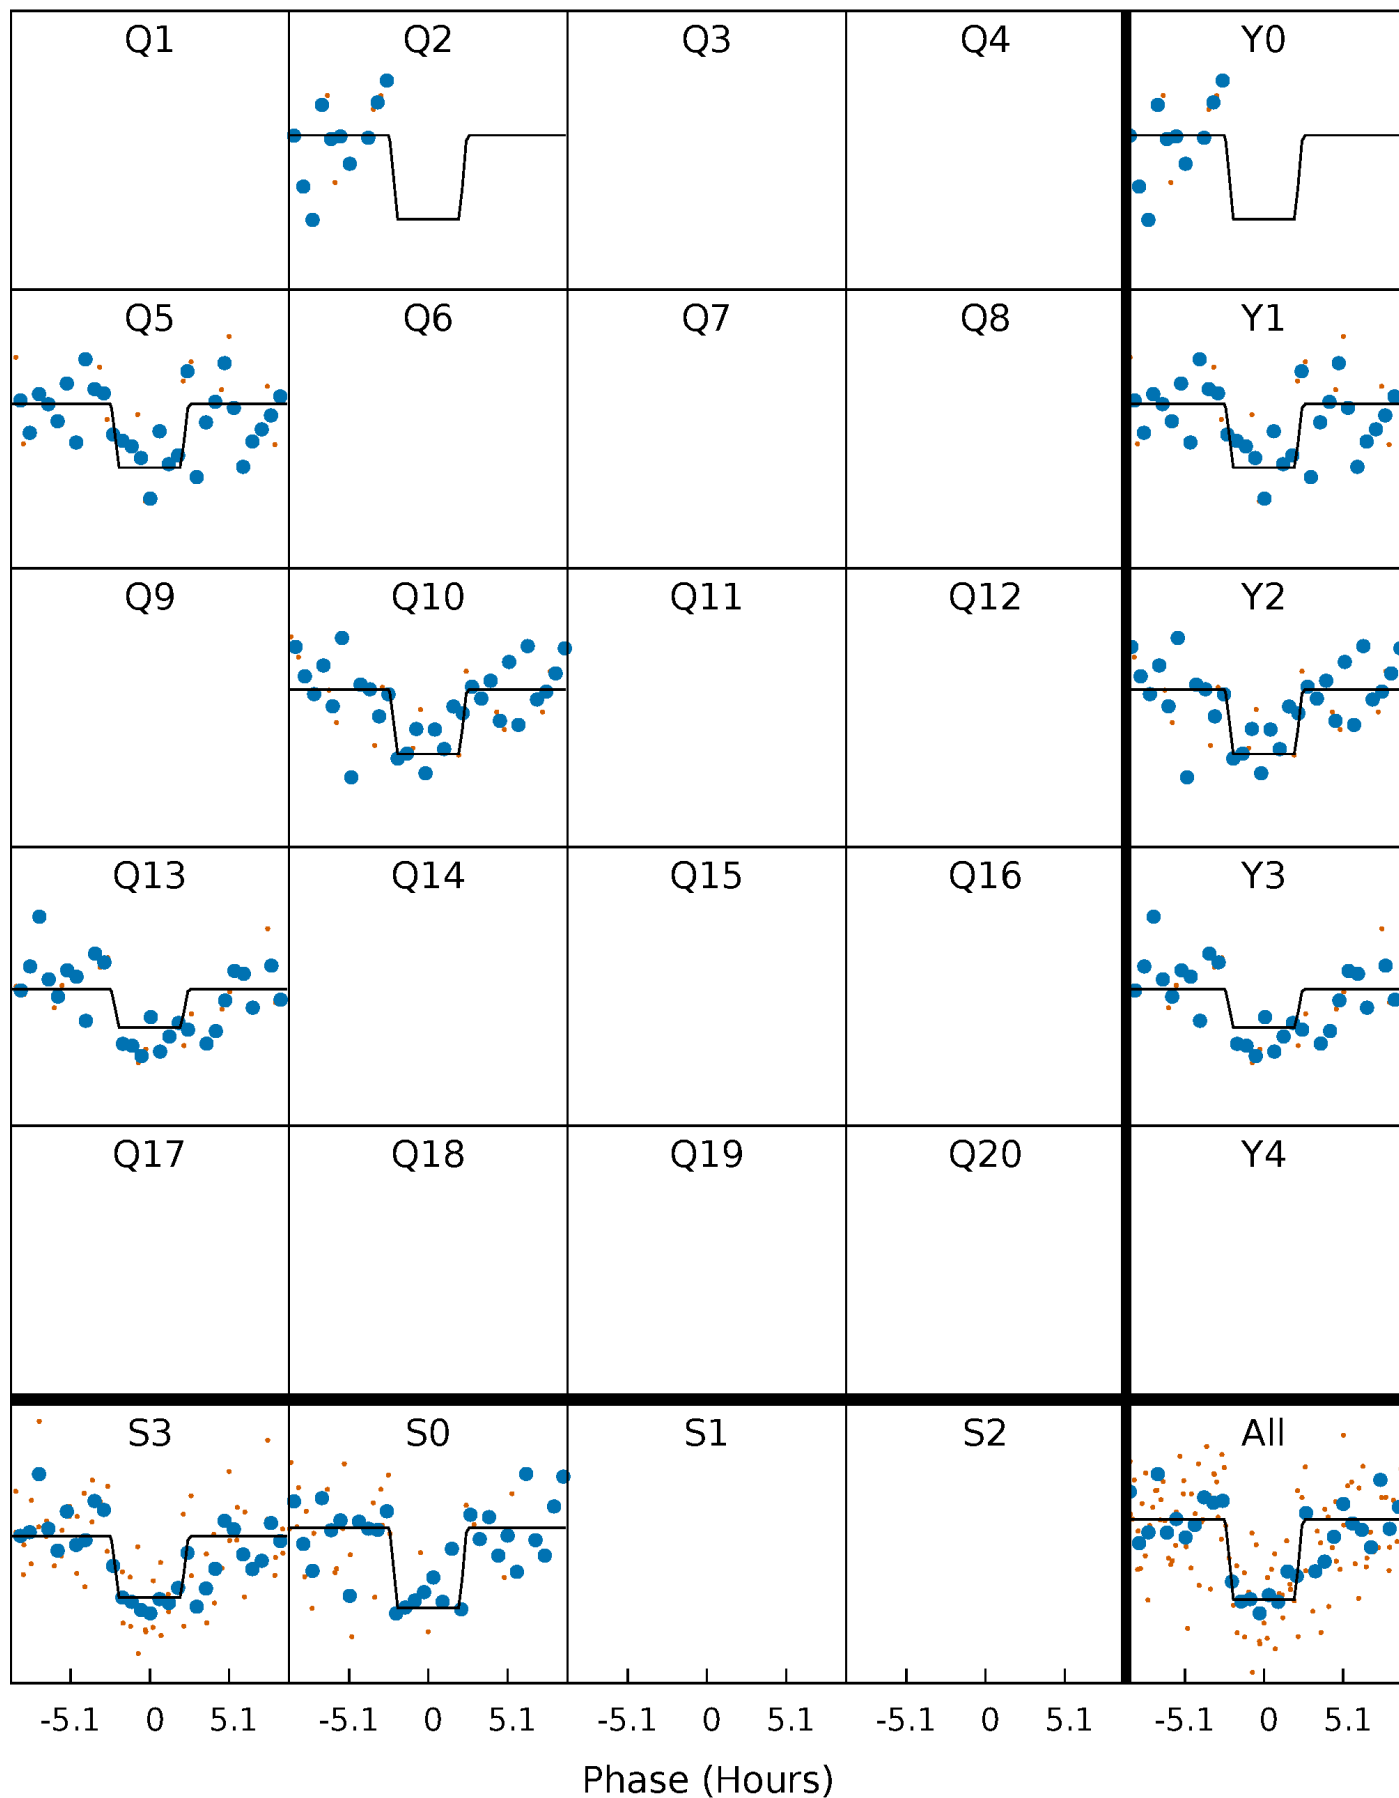 Q1 Q2 Q3 Q4 Y0
Q5 Q6 Q7 Q8 Y1
Q9 Q10 Q11 Q12 Y2
Q13 Q14 Q15 Q16 Y3
Q17 Q18 Q19 Q20 Y4
S3 S0 S1 S2 All
-5.1 0 5.1 -5.1 0 5.1 -5.1 0 5.1 -5.1 0 5.1 -5.1 0 5.1
Phase (Hours)